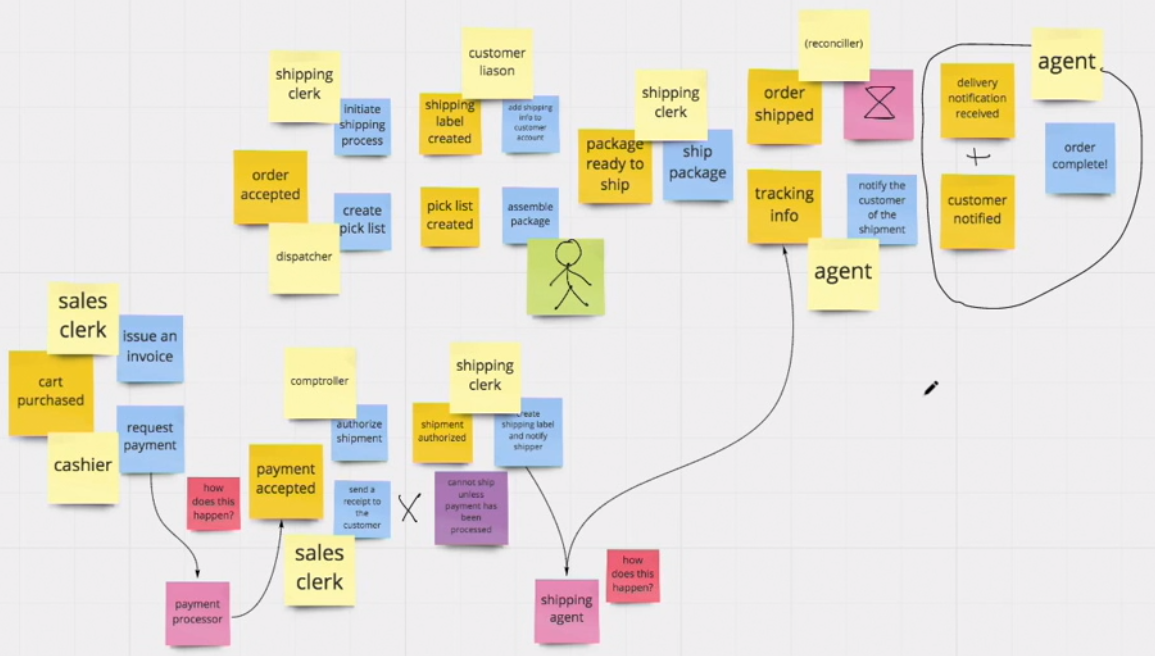 (reconciller)
agent
customer
liason
shipping
clerk
shipping
clerk
delivery
notification
received
order
shipped
initiate
shipping
process
shipping
label
created
add shipping
info to
customer
account
package
ready to
ship
ship
package
order
complete!
order
accepted
create
pick list
pick list
created
assemble
package
tracking
info
notify the
customer
of the
shipment
customer
notified
dispatcher
agent
sales
clerk
issue an
invoice
cart
purchased
request
payment
cashier
comptroller
shipping
clerk
authorize
shipment
shipment
authorized
create
shipping label
and notify
shipper
payment
accepted
how
does this
happen?
send a
receipt to
the
customer
X
cannot ship
unless
payment has
been
processed
sales
clerk
payment
processor
shipping
agent
how
does this
happen?